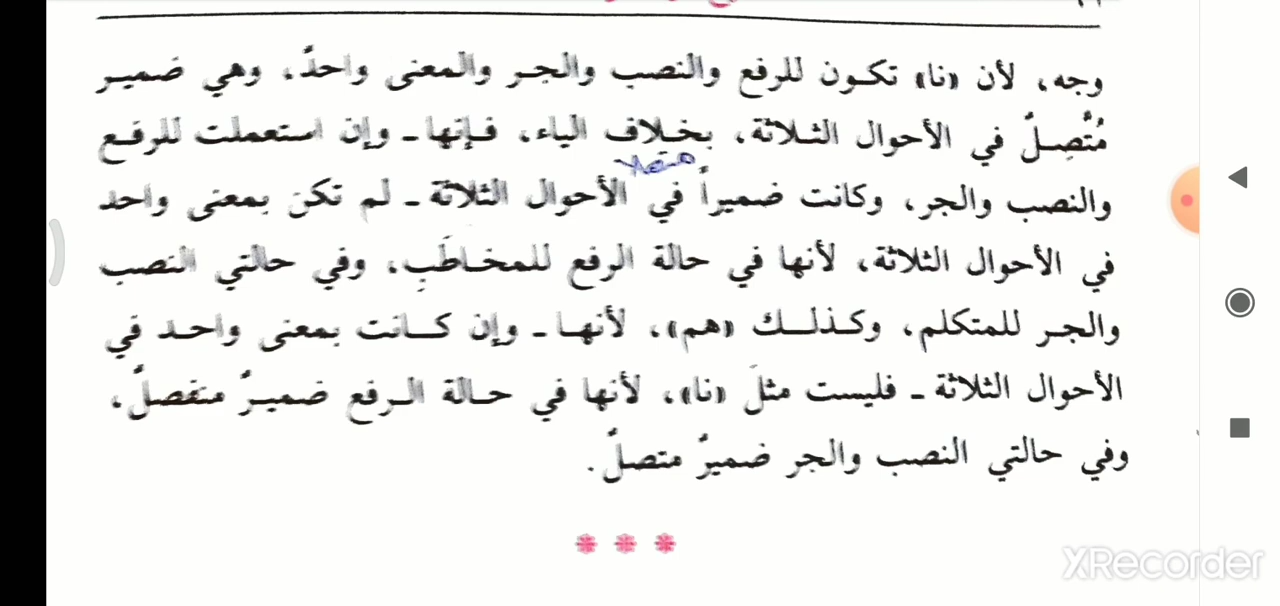 وجه، لأن «نا» تكون للرفع والنصب والجر والمعنى واحدٌ، وهي ضمير
مُتَّصِلٌ في الأحوال الثلاثة، بخلاف الياء، فإنها - وإن استعملت للرفع
متصلا
والنصب والجر، وكانت ضميراً في الأحوال الثلاثة - لم تكن بمعنى واحد
في الأحوال الثلاثة، لأنها في حالة الرفع للمخاطَبِ، وفي حالتي النصب
والجر للمتكلم، وكذلك «هم»، لأنها - وإن كانت بمعنى واحد في
الأحوال الثلاثة - فليست مثلَ «نا»، لأنها في حالة الرفع ضميرٌ منفصلٌ،
وفي حالتي النصب والجر ضميرٌ متصلٌ.
XRecorder